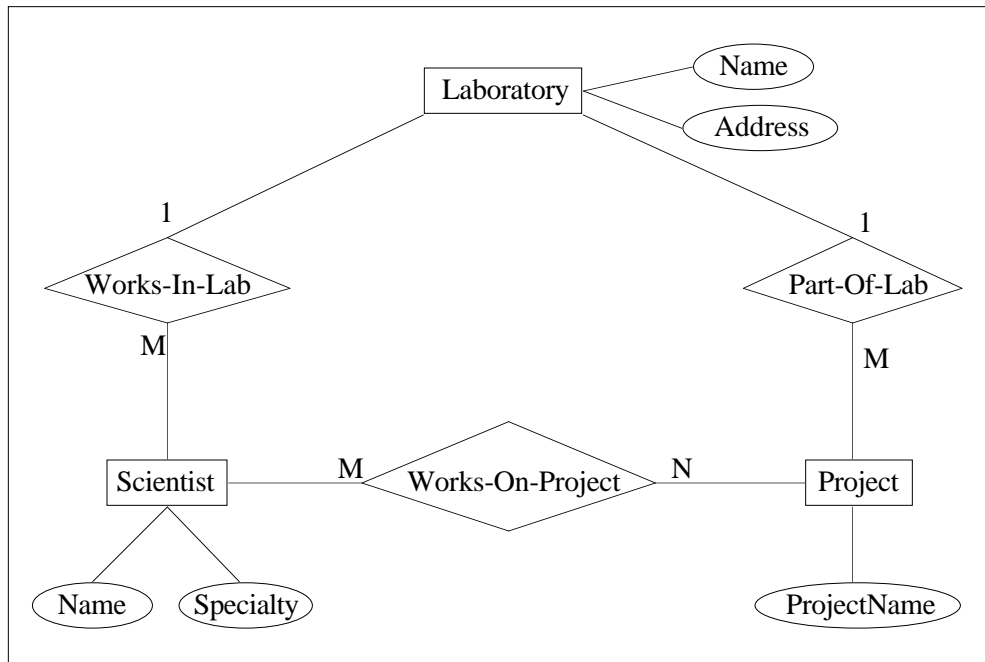 Name
Laboratory
Address
1
1
Works-In-Lab
Part-Of-Lab
M
M
Scientist
M
Works-On-Project
N
Project
Name
Specialty
ProjectName